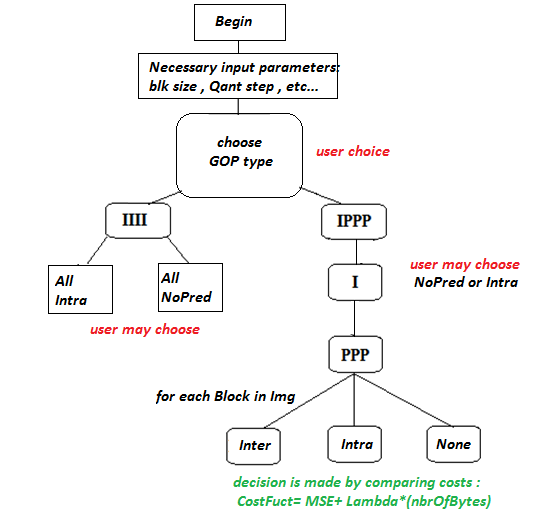 Begin
Necessary input parameters:
blk size , Qant step , etc...
choose
GOP type
user choice
IIII
IPPP
All
Intra
All
NoPred
user may choose
user may choose
NoPred or Intra
I
PPP
for each Block in Img
Inter
Intra
None
decision is made by comparing costs :
CostFuct= MSE+ Lambda*(nbrOfBytes)